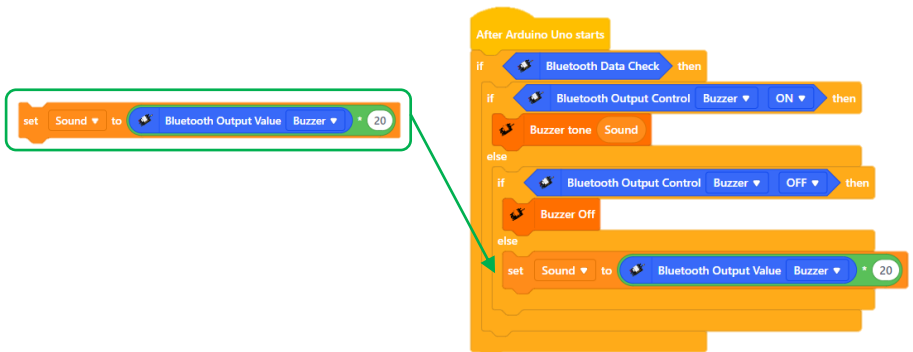 set Sound ▼ to Bluetooth Output Value Buzzer ▼ * 20
After Arduino Uno starts
if Bluetooth Data Check then
if Bluetooth Output Control Buzzer ▼ ON ▼ then
Buzzer tone Sound
else
if Bluetooth Output Control Buzzer ▼ OFF ▼ then
Buzzer Off
else
set Sound ▼ to Bluetooth Output Value Buzzer ▼ * 20